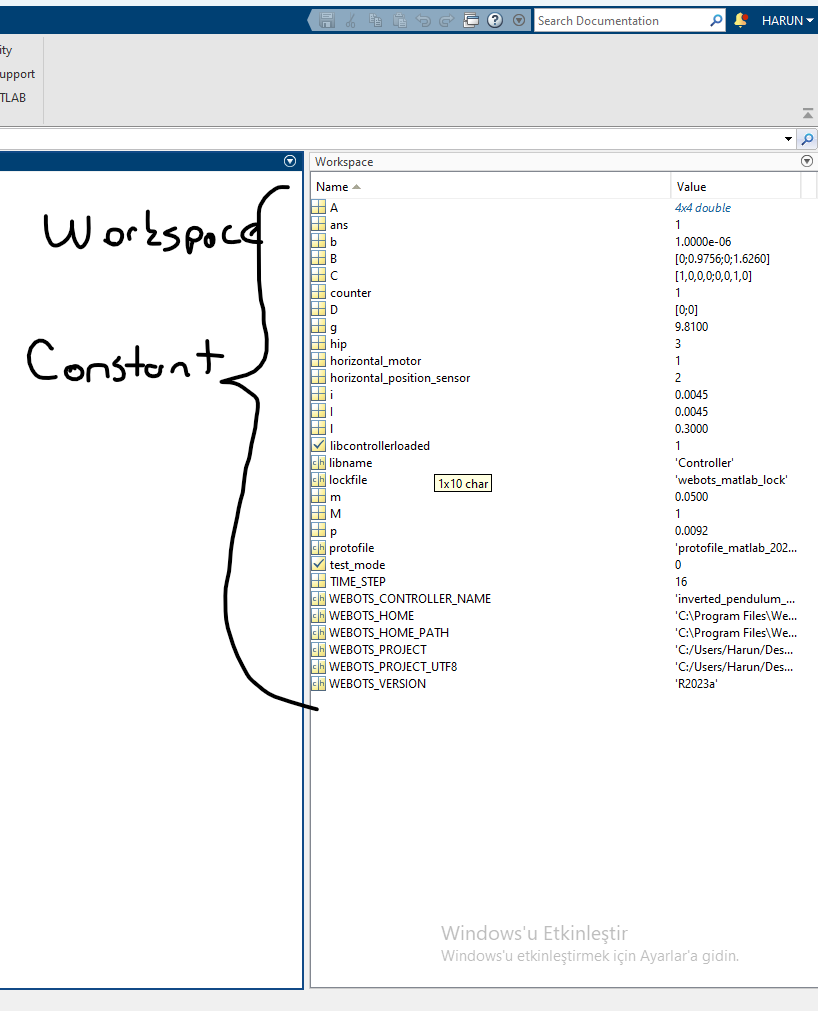 Search Documentation
HARUN
ity
upport
TLAB
Workspace
Name Value
A 4x4 double
ans 1
b 1.0000e-06
B [0;0.9756;0;1.6260]
C [1,0,0,0;0,0,1,0]
counter 1
D [0;0]
g 9.8100
hip 3
horizontal_motor 1
horizontal_position_sensor 2
i 0.0045
I 0.0045
l 0.3000
libcontrollerloaded 1
libname 'Controller'
lockfile 'webots_matlab_lock'
1x10 char
m 0.0500
M 1
p 0.0092
protofile 'protofile_matlab_202...
test_mode 0
TIME_STEP 16
WEBOTS_CONTROLLER_NAME 'inverted_pendulum_...
WEBOTS_HOME 'C:\Program Files\We...
WEBOTS_HOME_PATH 'C:\Program Files\We...
WEBOTS_PROJECT 'C:/Users/Harun/Des...
WEBOTS_PROJECT_UTF8 'C:/Users/Harun/Des...
WEBOTS_VERSION 'R2023a'
Workspace
Constant
Windows'u Etkinleştir
Windows'u etkinleştirmek için Ayarlar'a gidin.